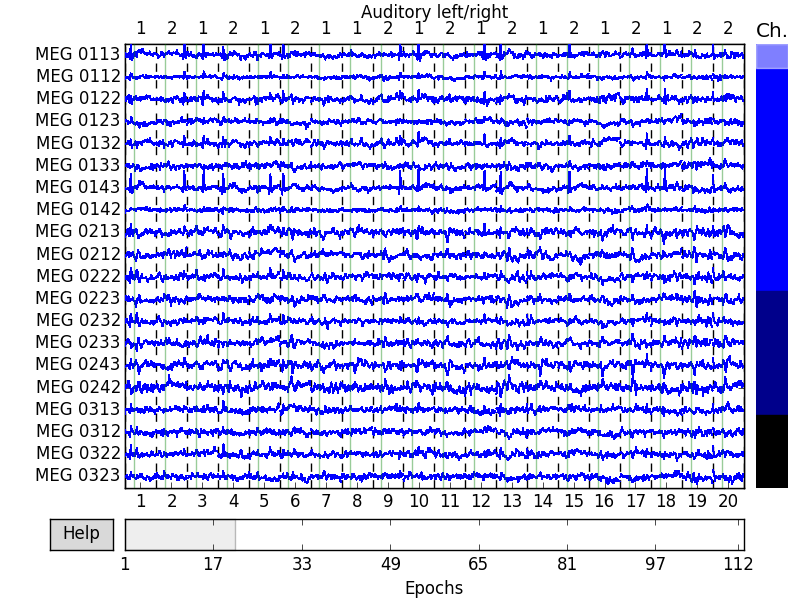 Auditory left/right
1 2 1 2 1 2 1 2 1 2 1 2 1 2 1 2 1 2 1 2
Ch.
MEG 0113
MEG 0112
MEG 0122
MEG 0123
MEG 0132
MEG 0133
MEG 0143
MEG 0142
MEG 0213
MEG 0212
MEG 0222
MEG 0223
MEG 0232
MEG 0233
MEG 0243
MEG 0242
MEG 0313
MEG 0312
MEG 0322
MEG 0323
1 2 3 4 5 6 7 8 9 10 11 12 13 14 15 16 17 18 19 20
Help
1 17 33 49 65 81 97 112
Epochs